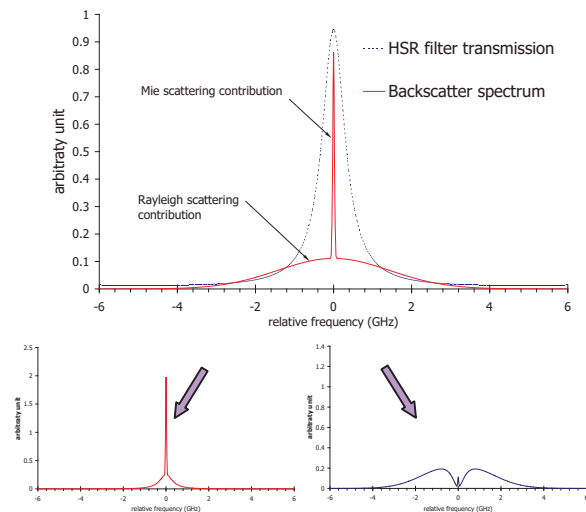 1
0.9
0.8
0.7
0.6
0.5
0.4
0.3
0.2
0.1
0
arbitraty unit
HSR filter transmission
Backscatter spectrum
Mie scattering contribution
Rayleigh scattering
contribution
-6 -4 -2 0 2 4 6
relative frequency (GHz)
2.5
2
1.5
1
0.5
0
arbitraty unit
-6 -4 -2 0 2 4 6
relative frequency (GHz)
1.4
1.2
1
0.8
0.6
0.4
0.2
0
arbitraty unit
-6 -4 -2 0 2 4 6
relative frequency (GHz)